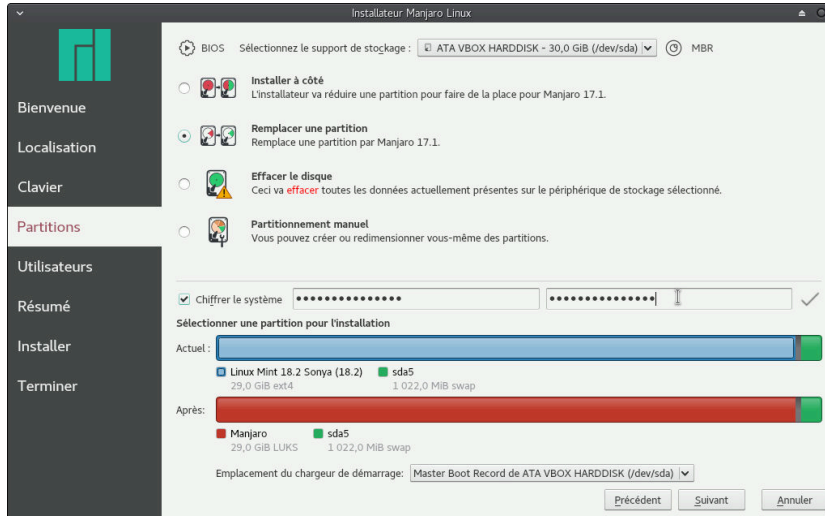 Installateur Manjaro Linux
BIOS Sélectionnez le support de stockage : ATA VBOX HARDDISK - 30,0 GiB (/dev/sda) MBR
Installer à côté
L'installateur va réduire une partition pour faire de la place pour Manjaro 17.1.
Bienvenue
Remplacer une partition
Remplace une partition par Manjaro 17.1.
Localisation
Effacer le disque
Ceci va effacer toutes les données actuellement présentes sur le périphérique de stockage sélectionné.
Clavier
Partitionnement manuel
Vous pouvez créer ou redimensionner vous-même des partitions.
Partitions
Utilisateurs
Résumé
Installer
Terminer
Chiffrer le système ••••••••••••••• •••••••••••••••
Sélectionner une partition pour l'installation
Actuel :
Linux Mint 18.2 Sonya (18.2) sda5
29,0 GiB ext4 1 022,0 MiB swap
Après:
Manjaro sda5
29,0 GiB LUKS 1 022,0 MiB swap
Emplacement du chargeur de démarrage: Master Boot Record de ATA VBOX HARDDISK (/dev/sda)
Précédent Suivant Annuler